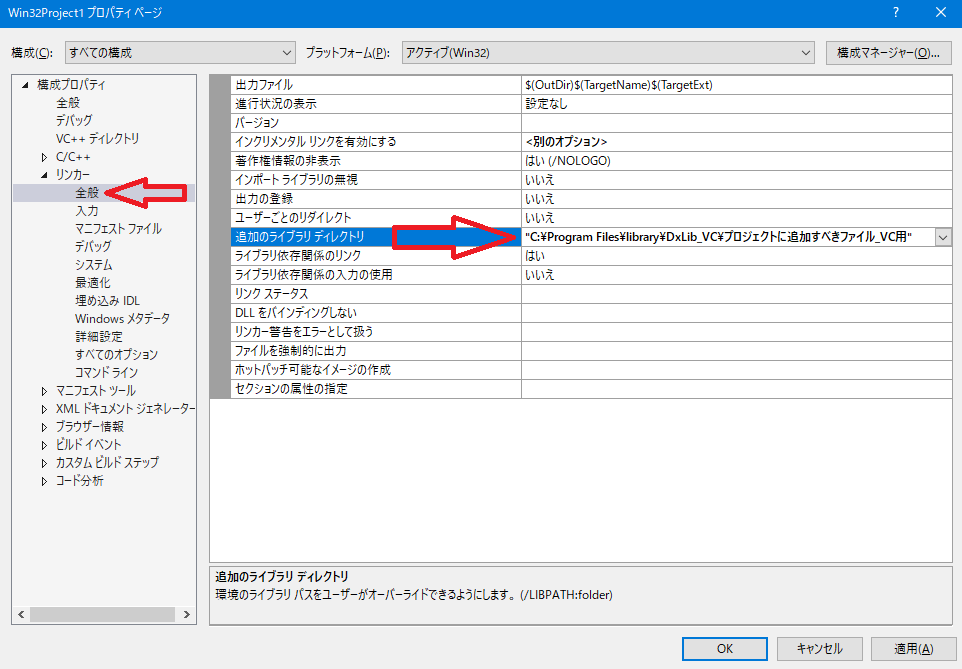 Win32Project1 プロパティ ページ
?
構成(C): すべての構成 プラットフォーム(P): アクティブ(Win32) 構成マネージャー(O)...
構成プロパティ
全般
デバッグ
VC++ ディレクトリ
C/C++
リンカー
全般
入力
マニフェスト ファイル
デバッグ
システム
最適化
埋め込み IDL
Windows メタデータ
詳細設定
すべてのオプション
コマンド ライン
マニフェスト ツール
XML ドキュメント ジェネレーター
ブラウザー情報
ビルド イベント
カスタム ビルド ステップ
コード分析
出力ファイル $(OutDir)$(TargetName)$(TargetExt)
進行状況の表示 設定なし
バージョン
インクリメンタル リンクを有効にする <別のオプション>
著作権情報の非表示 はい (/NOLOGO)
インポート ライブラリの無視 いいえ
出力の登録 いいえ
ユーザーごとのリダイレクト いいえ
追加のライブラリ ディレクトリ "C:¥Program Files¥library¥DxLib_VC¥プロジェクトに追加すべきファイル_VC用"
ライブラリ依存関係のリンク はい
ライブラリ依存関係の入力の使用 いいえ
リンク ステータス
DLL をバインディングしない
リンカー警告をエラーとして扱う
ファイルを強制的に出力
ホットパッチ可能なイメージの作成
セクションの属性の指定
追加のライブラリ ディレクトリ
環境のライブラリ パスをユーザーがオーバーライドできるようにします。 (/LIBPATH:folder)
OK キャンセル 適用(A)